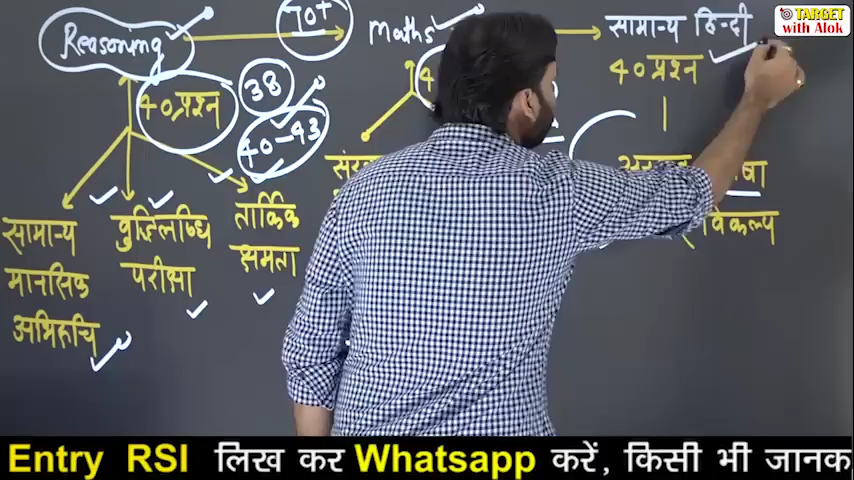 Reasoning
70+
Maths
सामान्य हिन्दी
TARGET
with Alok
40 प्रश्न
38
40-43
4
40 प्रश्न
सामान्य
मानसिक
अभिरूचि
बुद्धिलब्धि
परीक्षा
तार्किक
क्षमता
विकल्प
Entry RSI लिख कर Whatsapp करें, किसी भी जानक